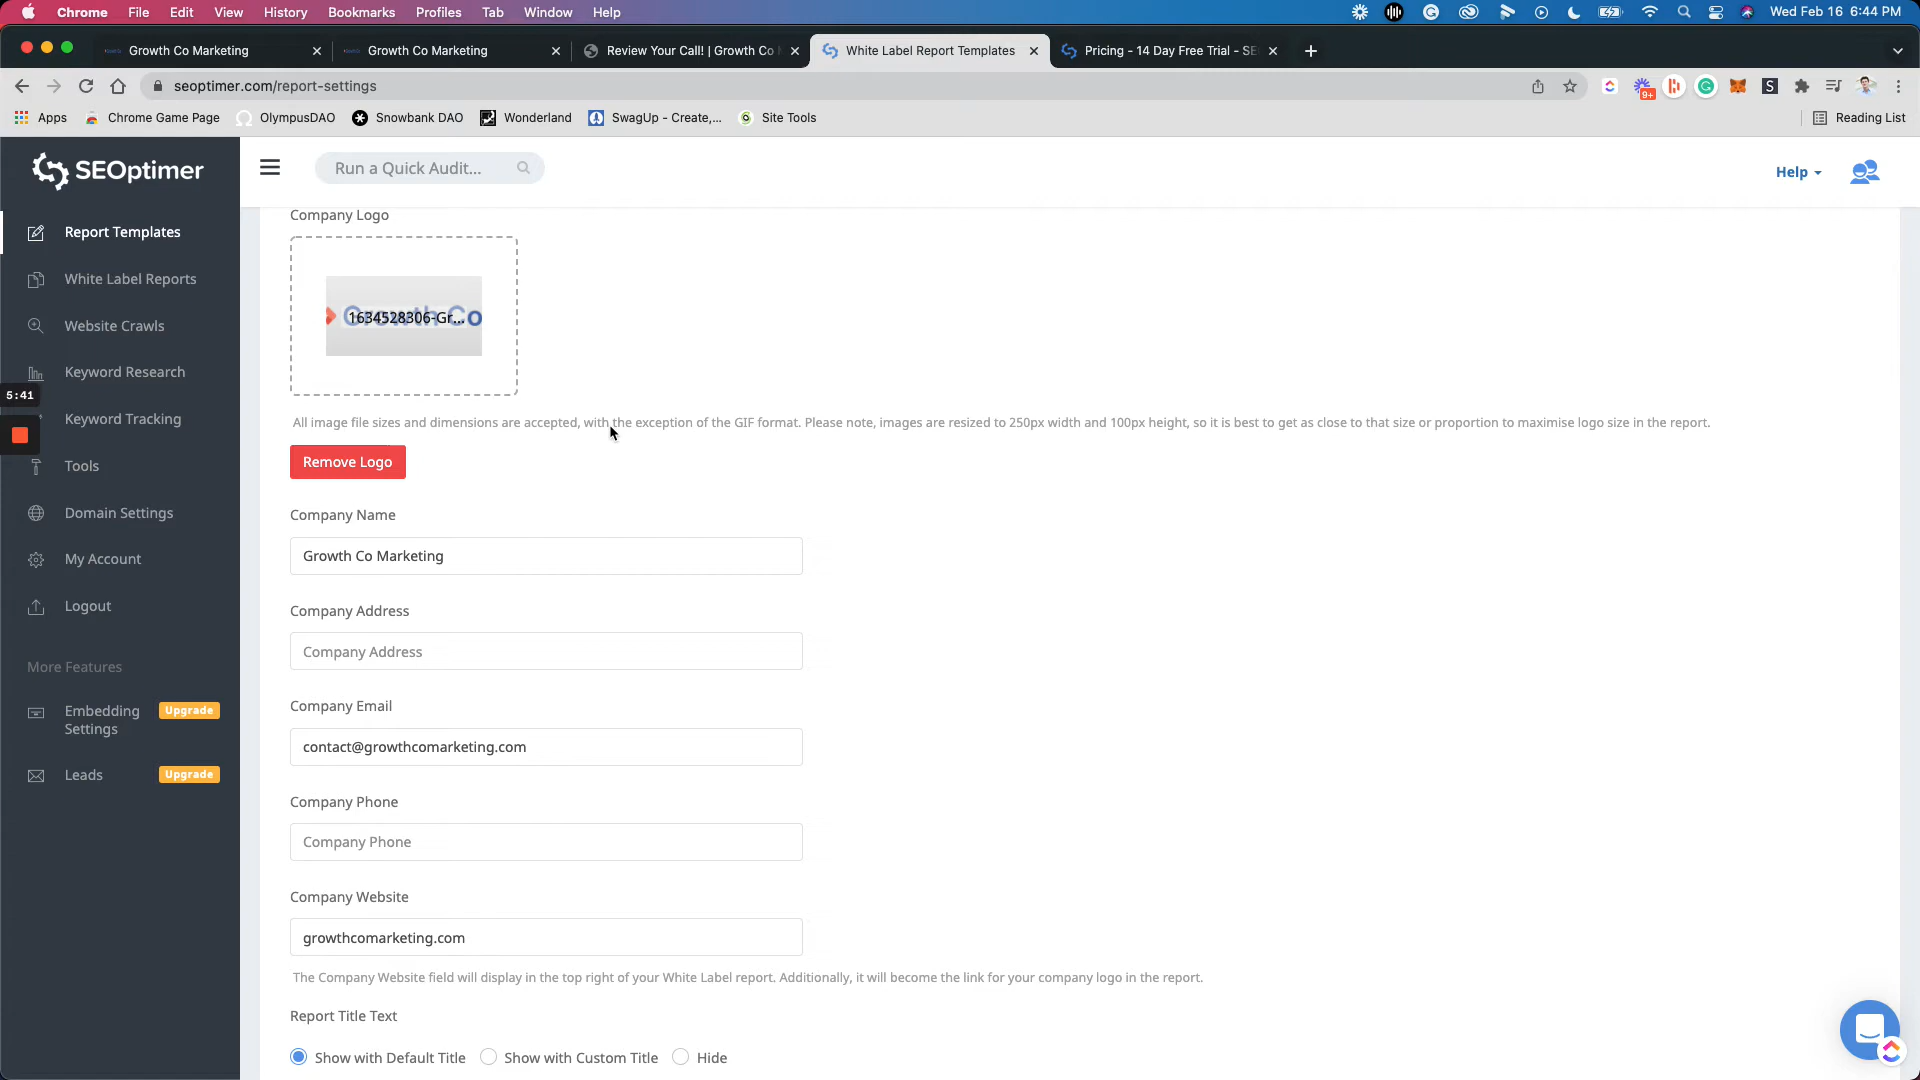 Chrome File Edit View History Bookmarks Profiles Tab Window Help Wed Feb 16 6:44 PM
Growth Co Marketing Growth Co Marketing Review Your Call! | Growth Co White Label Report Templates Pricing - 14 Day Free Trial - SE
seoptimer.com/report-settings 9+
Apps Chrome Game Page OlympusDAO Snowbank DAO Wonderland SwagUp - Create,... Site Tools Reading List
SEOptimer
Run a Quick Audit...
Help
Report Templates
White Label Reports
Website Crawls
Keyword Research
5:41
Keyword Tracking
Tools
Domain Settings
My Account
Logout
More Features
Embedding
Settings
Upgrade
Leads
Upgrade
Company Logo
Growth Co
1634528306-Gr...
All image file sizes and dimensions are accepted, with the exception of the GIF format. Please note, images are resized to 250px width and 100px height, so it is best to get as close to that size or proportion to maximise logo size in the report.
Remove Logo
Company Name
Growth Co Marketing
Company Address
Company Address
Company Email
contact@growthcomarketing.com
Company Phone
Company Phone
Company Website
growthcomarketing.com
The Company Website field will display in the top right of your White Label report. Additionally, it will become the link for your company logo in the report.
Report Title Text
Show with Default Title Show with Custom Title Hide